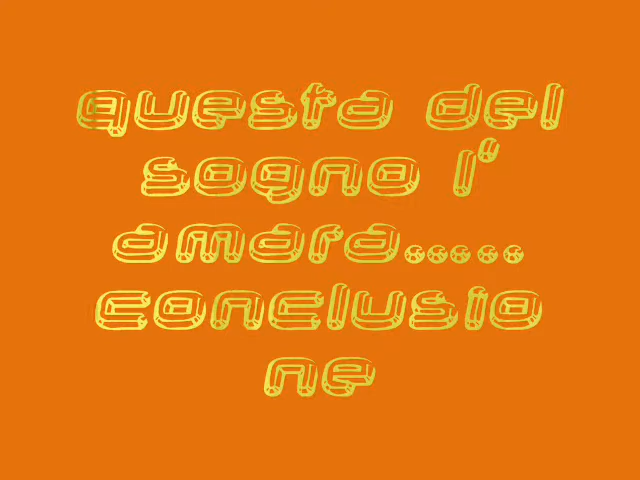 questa del
sogno l'
amara.....
conclusio
ne